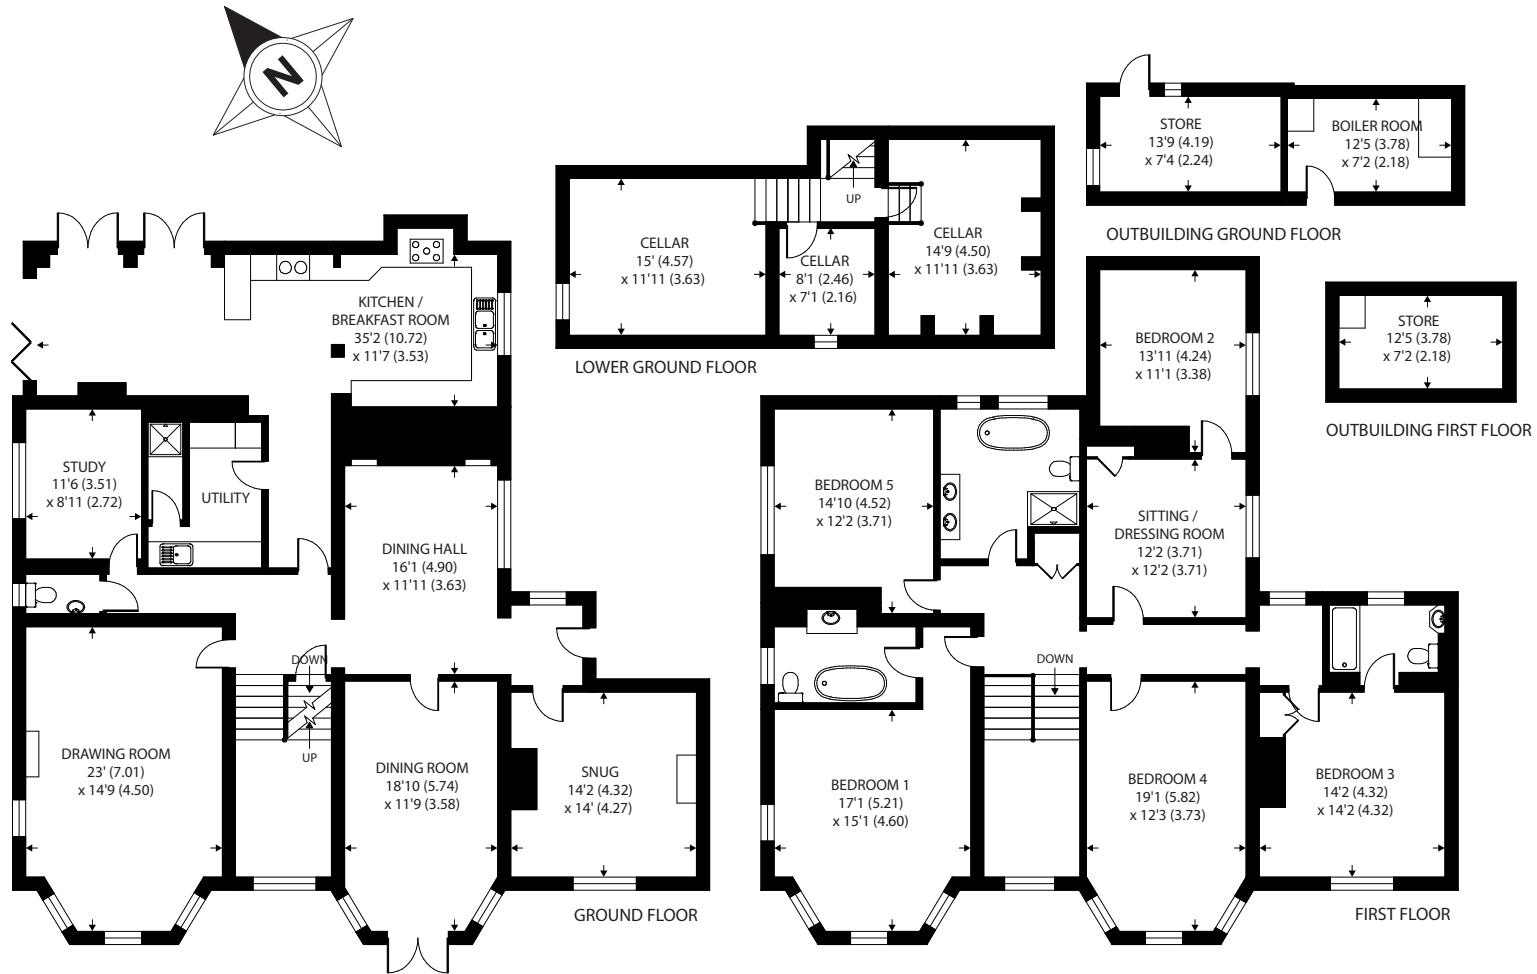 N
KITCHEN /
BREAKFAST ROOM
35'2 (10.72)
x 11'7 (3.53)
STUDY
11'6 (3.51)
x 8'11 (2.72)
UTILITY
DINING HALL
16'1 (4.90)
x 11'11 (3.63)
DOWN
UP
DRAWING ROOM
23' (7.01)
x 14'9 (4.50)
DINING ROOM
18'10 (5.74)
x 11'9 (3.58)
SNUG
14'2 (4.32)
x 14' (4.27)
GROUND FLOOR
CELLAR
15' (4.57)
x 11'11 (3.63)
UP
CELLAR
8'1 (2.46)
x 7'1 (2.16)
CELLAR
14'9 (4.50)
x 11'11 (3.63)
LOWER GROUND FLOOR
STORE
13'9 (4.19)
x 7'4 (2.24)
BOILER ROOM
12'5 (3.78)
x 7'2 (2.18)
OUTBUILDING GROUND FLOOR
STORE
12'5 (3.78)
x 7'2 (2.18)
OUTBUILDING FIRST FLOOR
BEDROOM 2
13'11 (4.24)
x 11'1 (3.38)
BEDROOM 5
14'10 (4.52)
x 12'2 (3.71)
SITTING /
DRESSING ROOM
12'2 (3.71)
x 12'2 (3.71)
DOWN
BEDROOM 1
17'1 (5.21)
x 15'1 (4.60)
BEDROOM 4
19'1 (5.82)
x 12'3 (3.73)
BEDROOM 3
14'2 (4.32)
x 14'2 (4.32)
FIRST FLOOR